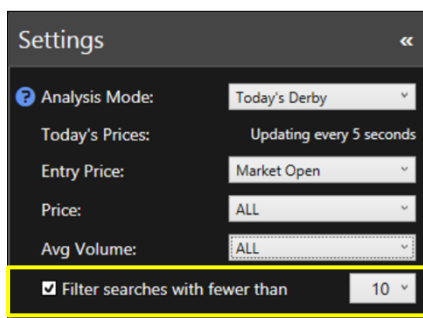 Settings «
? Analysis Mode: Today's Derby
Today's Prices: Updating every 5 seconds
Entry Price: Market Open
Price: ALL
Avg Volume: ALL
Filter searches with fewer than 10